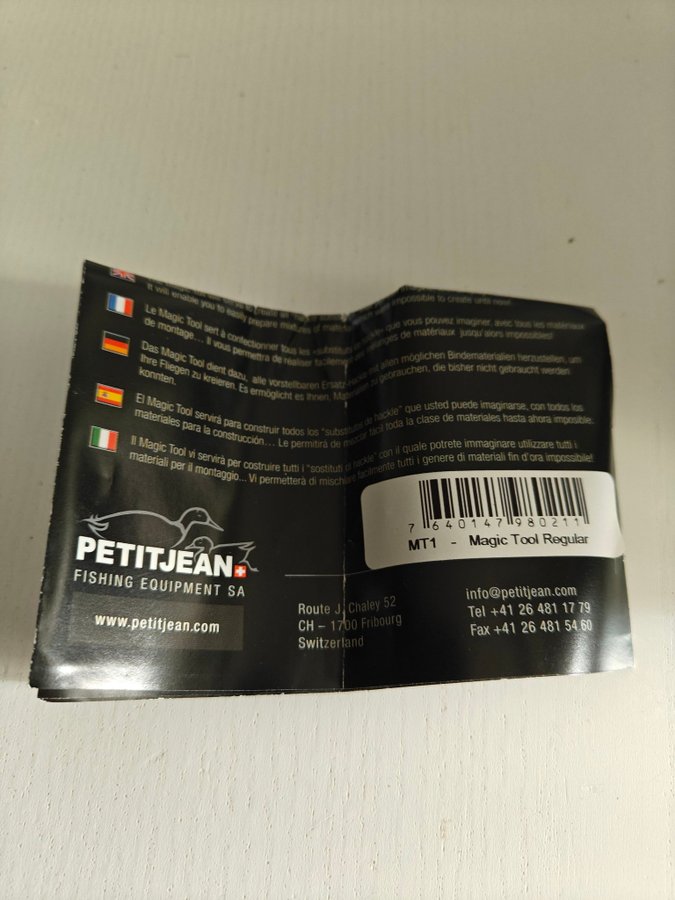 It will enable you to easily prepare mixtures of materials which are impossible to create until now!
Le Magic Tool sert à confectionner tous les «substituts de hackle» que vous pouvez imaginer, avec tous les matériaux
de montage... Il vous permettra de réaliser facilement des mélanges de matériaux jusqu'alors impossibles!
Das Magic Tool dient dazu, alle vorstellbaren Ersatz-Hackle mit allen möglichen Bindematerialien herzustellen, um
Ihre Fliegen zu kreieren. Es ermöglicht es Ihnen, Materialien zu gebrauchen, die bisher nicht gebraucht werden
konnten.
El Magic Tool servirá para construir todos los "substitutos de hackle" que usted puede imaginarse, con todos los
materiales para la construcción... Le permitirá de mezclar fácil toda la clase de materiales hasta ahora imposible.
Il Magic Tool vi servirà per costruire tutti i "sostituti di hackle" con il quale potrete immaginare utilizzare tutti i
materiali per il montaggio... Vi permetterà di mischiare facilmente tutti i genere di materiali fin d'ora impossibile!
7 640147 980211
MT1 - Magic Tool Regular
PETITJEAN
FISHING EQUIPMENT SA
www.petitjean.com
Route J. Chaley 52
CH – 1700 Fribourg
Switzerland
info@petitjean.com
Tel +41 26 481 17 79
Fax +41 26 481 54 60